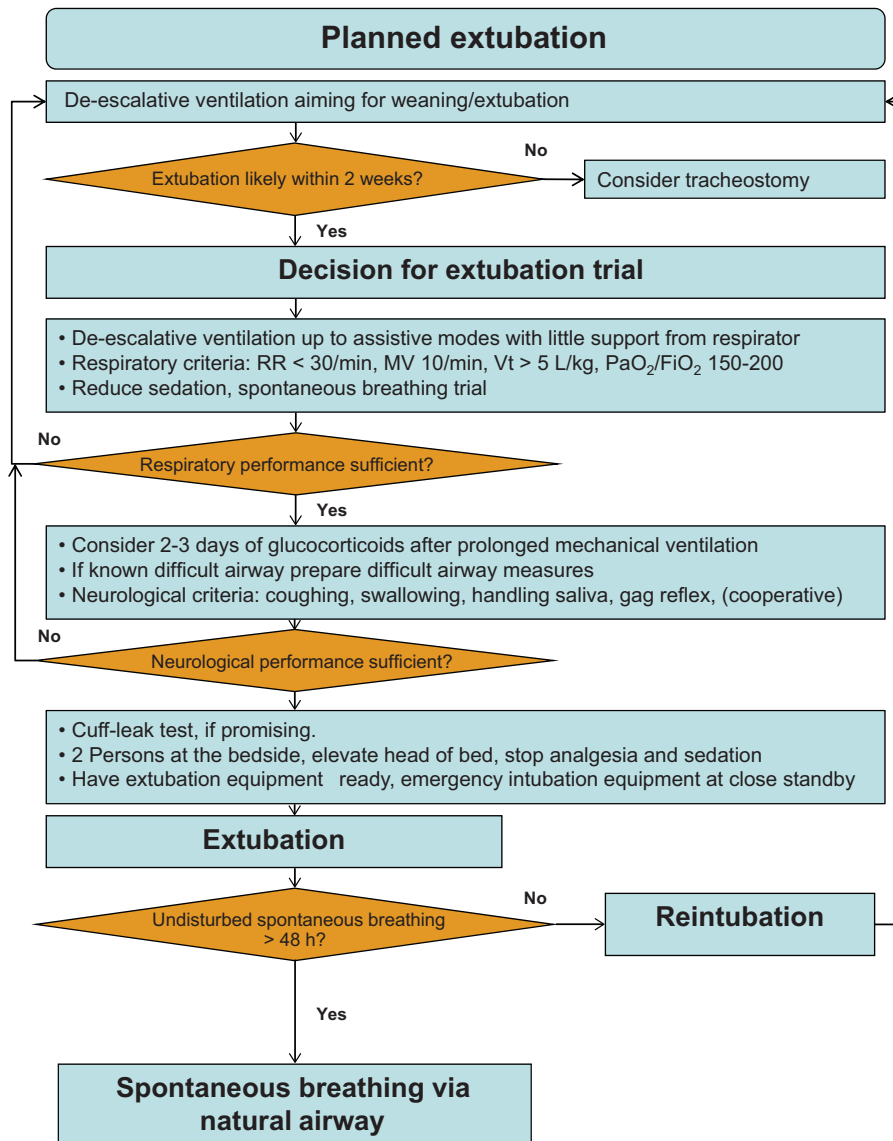 Planned extubation
De-escalative ventilation aiming for weaning/extubation
Extubation likely within 2 weeks?
No
Consider tracheostomy
Yes
Decision for extubation trial
• De-escalative ventilation up to assistive modes with little support from respirator
• Respiratory criteria: RR < 30/min, MV 10/min, Vt > 5 L/kg, PaO₂/FiO₂ 150-200
• Reduce sedation, spontaneous breathing trial
No
Respiratory performance sufficient?
Yes
• Consider 2-3 days of glucocorticoids after prolonged mechanical ventilation
• If known difficult airway prepare difficult airway measures
• Neurological criteria: coughing, swallowing, handling saliva, gag reflex, (cooperative)
No
Neurological performance sufficient?
• Cuff-leak test, if promising.
• 2 Persons at the bedside, elevate head of bed, stop analgesia and sedation
• Have extubation equipment ready, emergency intubation equipment at close standby
Extubation
Undisturbed spontaneous breathing
> 48 h?
No
Reintubation
Yes
Spontaneous breathing via
natural airway